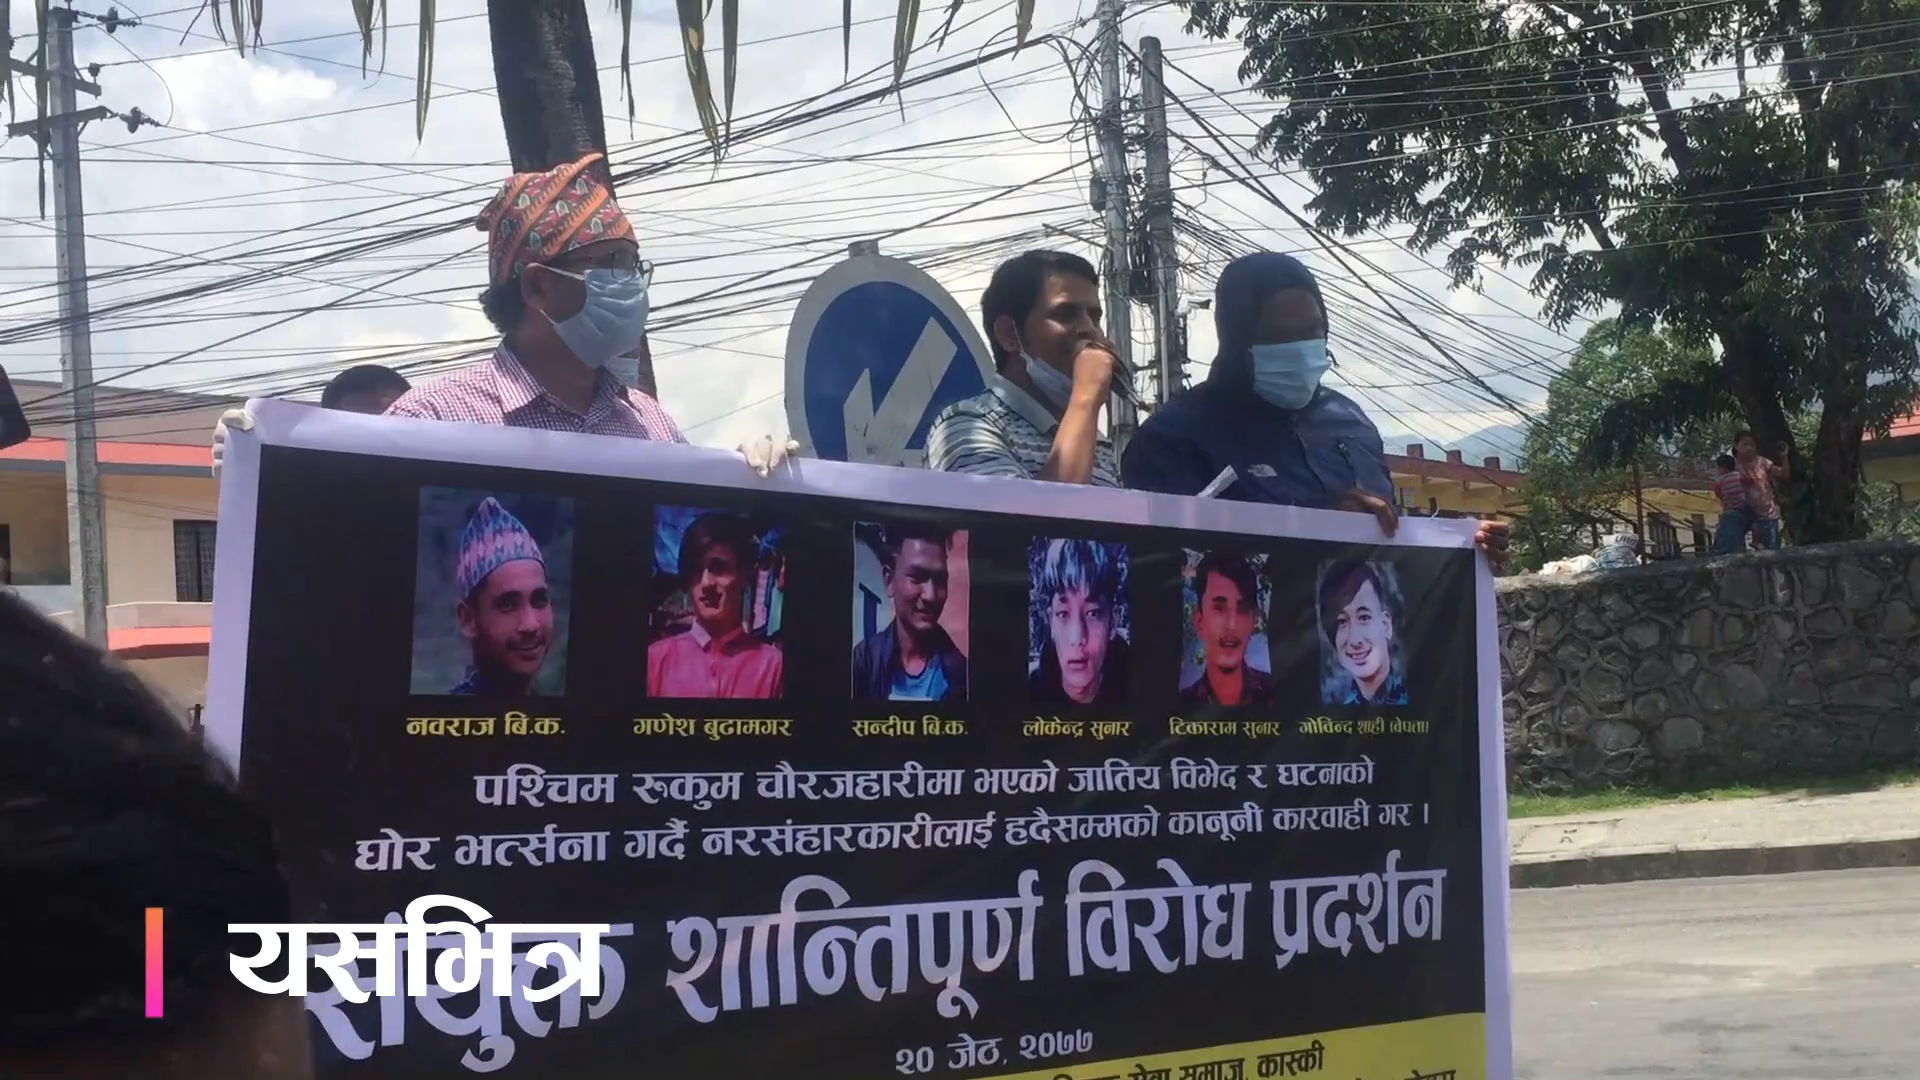 नवराज बि.क. गणेश बुढामगर सन्दीप बि.क. लोकेन्द्र सुनार टिकाराम सुनार गोविन्द शाही (वेपत्ता)
पश्चिम रूकुम चौरजहारीमा भएको जातिय विभेद र घटनाको
घोर भर्त्सना गर्दै नरसंहारकारीलाई हदैसम्मको कानूनी कारवाही गर ।
संयुक्त शान्तिपूर्ण विरोध प्रदर्शन
यसभित्र
२० जेठ, २०७७
सेवा समाज, कास्की